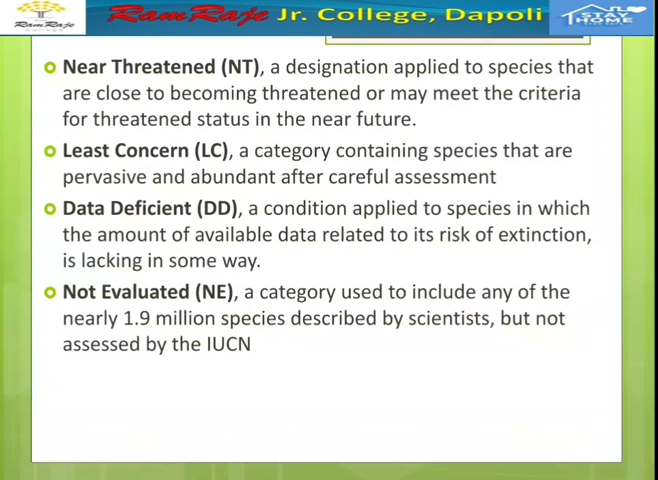 RamRaje Jr. College, Dapoli
RamRaje
STAY
HOME
Near Threatened (NT), a designation applied to species that
are close to becoming threatened or may meet the criteria
for threatened status in the near future.
Least Concern (LC), a category containing species that are
pervasive and abundant after careful assessment
Data Deficient (DD), a condition applied to species in which
the amount of available data related to its risk of extinction,
is lacking in some way.
Not Evaluated (NE), a category used to include any of the
nearly 1.9 million species described by scientists, but not
assessed by the IUCN